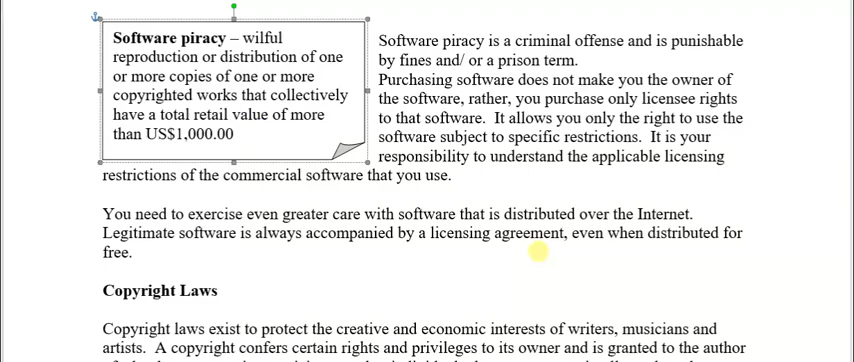 Software piracy – wilful
reproduction or distribution of one
or more copies of one or more
copyrighted works that collectively
have a total retail value of more
than US$1,000.00
Software piracy is a criminal offense and is punishable
by fines and/ or a prison term.
Purchasing software does not make you the owner of
the software, rather, you purchase only licensee rights
to that software.  It allows you only the right to use the
software subject to specific restrictions.  It is your
responsibility to understand the applicable licensing
restrictions of the commercial software that you use.
You need to exercise even greater care with software that is distributed over the Internet.
Legitimate software is always accompanied by a licensing agreement, even when distributed for
free.
Copyright Laws
Copyright laws exist to protect the creative and economic interests of writers, musicians and
artists.  A copyright confers certain rights and privileges to its owner and is granted to the author